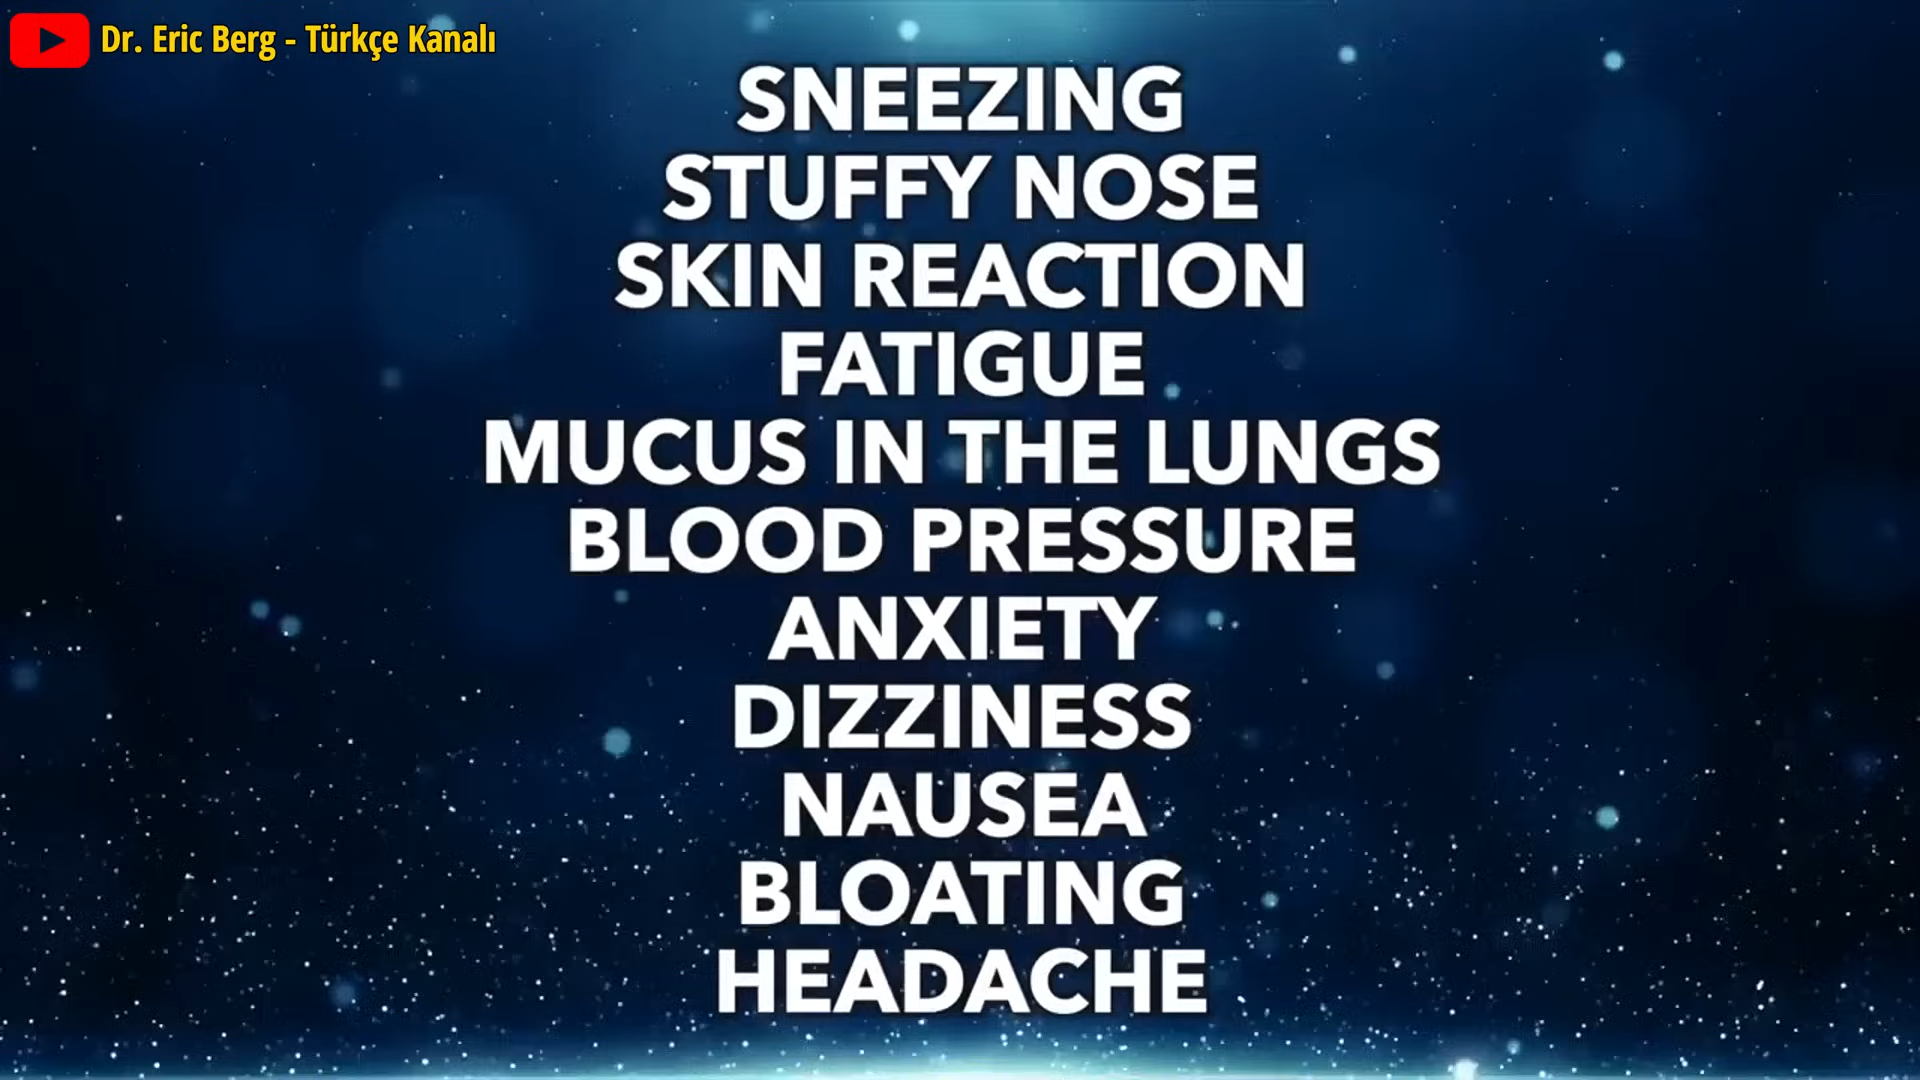 Dr. Eric Berg - Türkçe Kanalı
SNEEZING
STUFFY NOSE
SKIN REACTION
FATIGUE
MUCUS IN THE LUNGS
BLOOD PRESSURE
ANXIETY
DIZZINESS
NAUSEA
BLOATING
HEADACHE